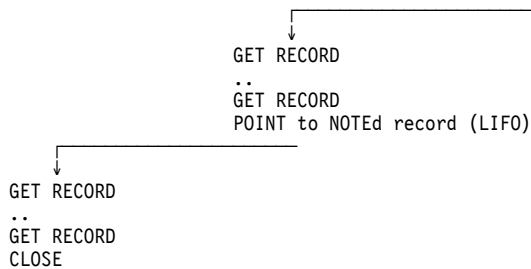 GET RECORD
..
GET RECORD
POINT to NOTEd record (LIFO)
GET RECORD
..
GET RECORD
CLOSE